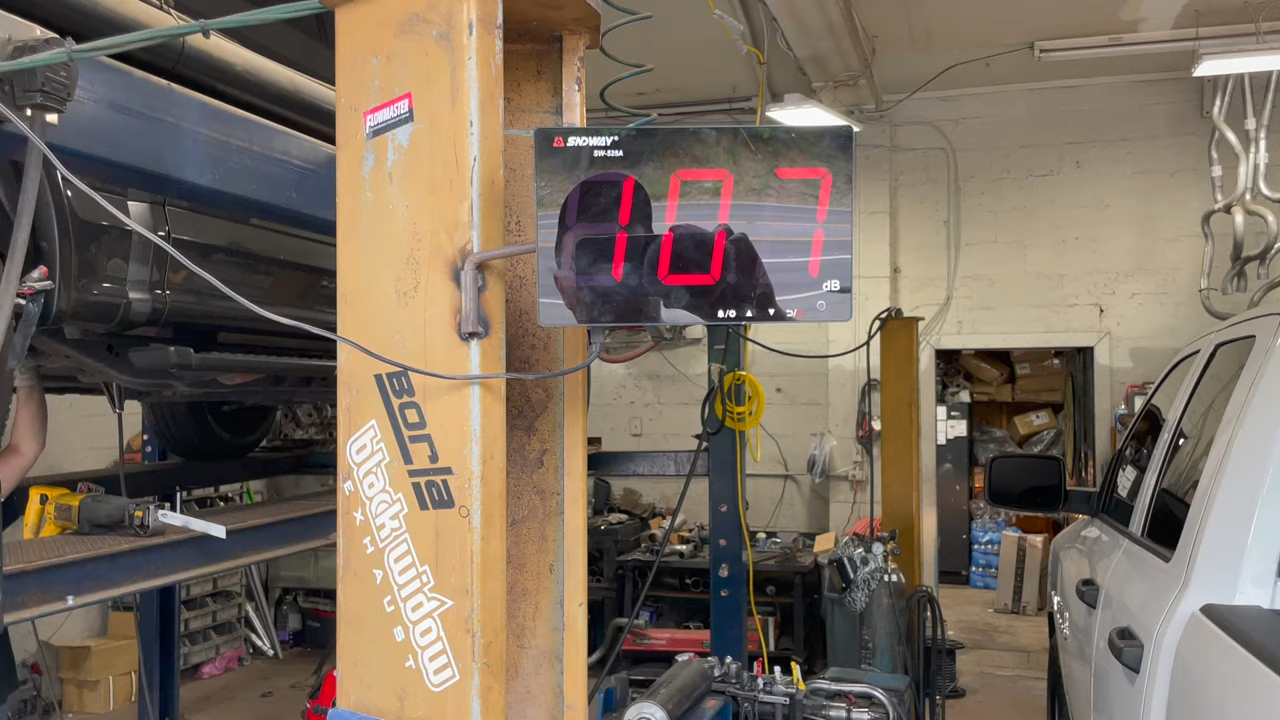 FLOWMASTER
SNDWAY
SW-525A
107
dB
BORLA
black widow
EXHAUST